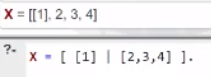 X = [[1], 2, 3, 4]
?- X = [ [1] | [2,3,4] ].